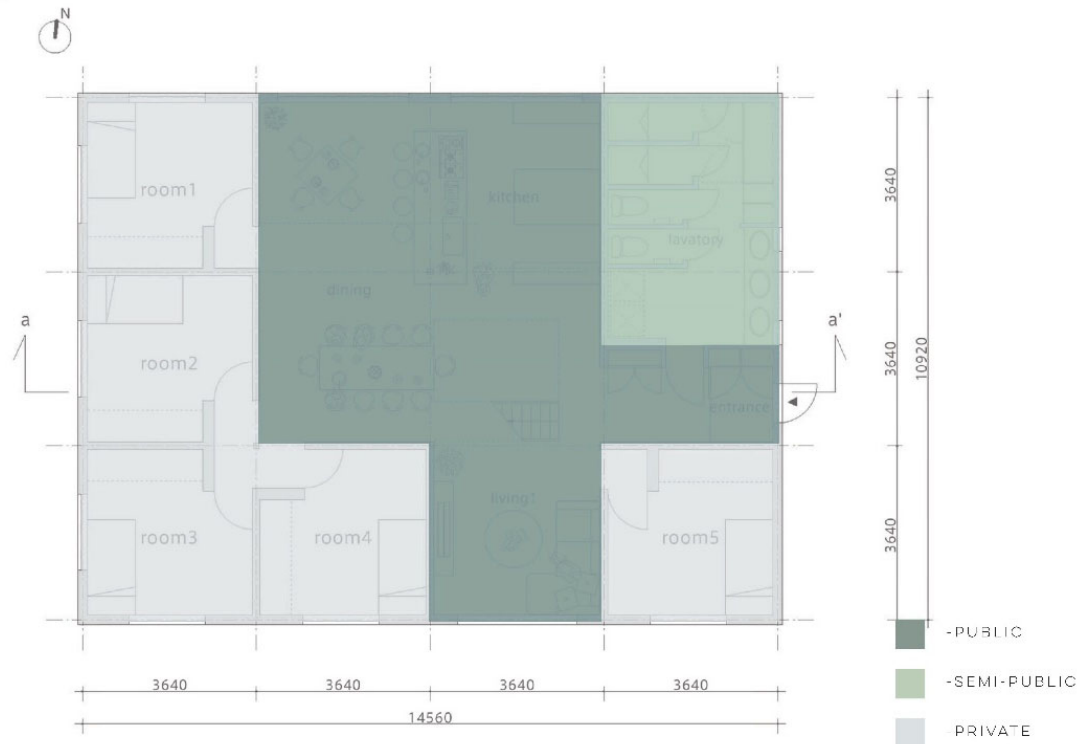 N
room1
kitchen
lavatory
3640
dining
a
a'
room2
3640
10920
entrance
living1
room3
room4
room5
3640
-PUBLIC
-SEMI-PUBLIC
-PRIVATE
3640
3640
3640
3640
14560